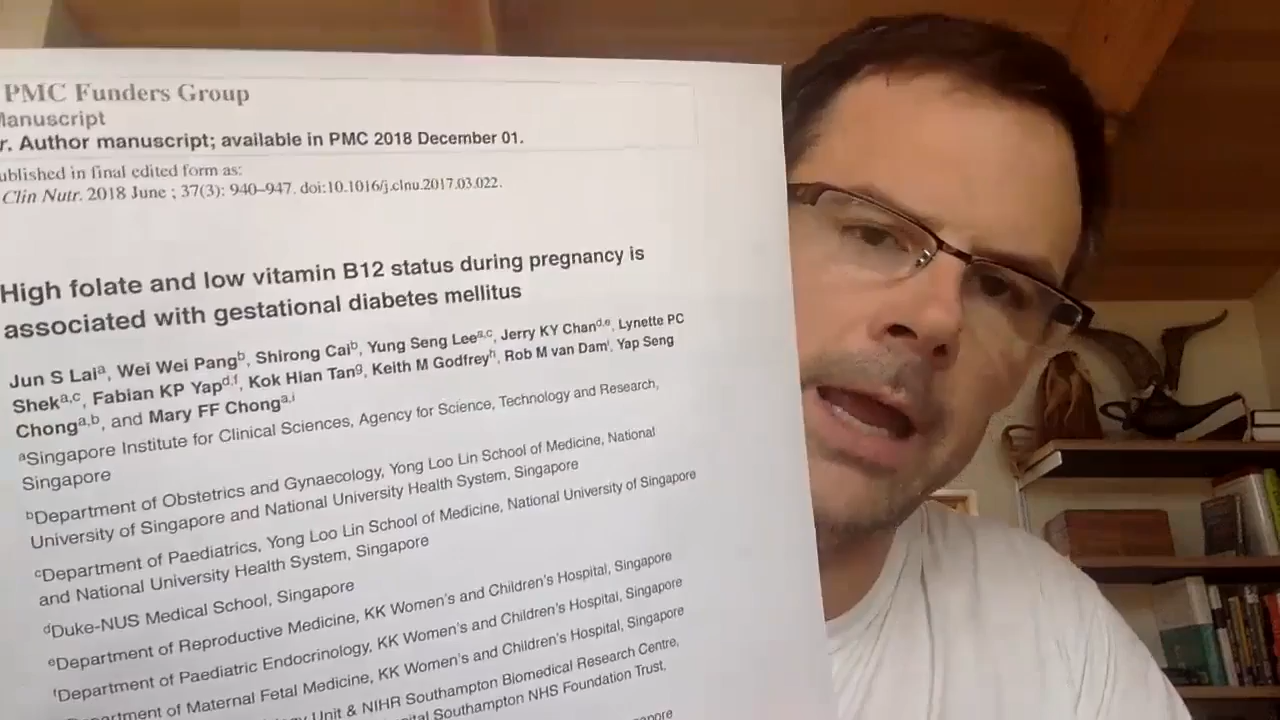 PMC Funders Group
Manuscript
r. Author manuscript; available in PMC 2018 December 01.
ublished in final edited form as:
Clin Nutr. 2018 June ; 37(3): 940–947. doi:10.1016/j.clnu.2017.03.022.
High folate and low vitamin B12 status during pregnancy is
associated with gestational diabetes mellitus
Jun S Laiᵃ, Wei Wei Pangᵇ, Shirong Caiᵇ, Yung Seng Leeᵃ,ᶜ, Jerry KY Chanᵈ,ᵉ, Lynette PC
Shekᵃ,ᶜ, Fabian KP Yapᵈ,ᶠ, Kok Hian Tanᵍ, Keith M Godfreyʰ, Rob M van Damⁱ, Yap Seng
Chongᵃ,ᵇ, and Mary FF Chongᵃ,ⁱ
ᵃSingapore Institute for Clinical Sciences, Agency for Science, Technology and Research,
Singapore
ᵇDepartment of Obstetrics and Gynaecology, Yong Loo Lin School of Medicine, National
University of Singapore and National University Health System, Singapore
ᶜDepartment of Paediatrics, Yong Loo Lin School of Medicine, National University of Singapore
and National University Health System, Singapore
ᵈDuke-NUS Medical School, Singapore
ᵉDepartment of Reproductive Medicine, KK Women's and Children's Hospital, Singapore
ᶠDepartment of Paediatric Endocrinology, KK Women's and Children's Hospital, Singapore
partment of Maternal Fetal Medicine, KK Women's and Children's Hospital, Singapore
Unit & NIHR Southampton Biomedical Research Centre,
Southampton NHS Foundation Trust,